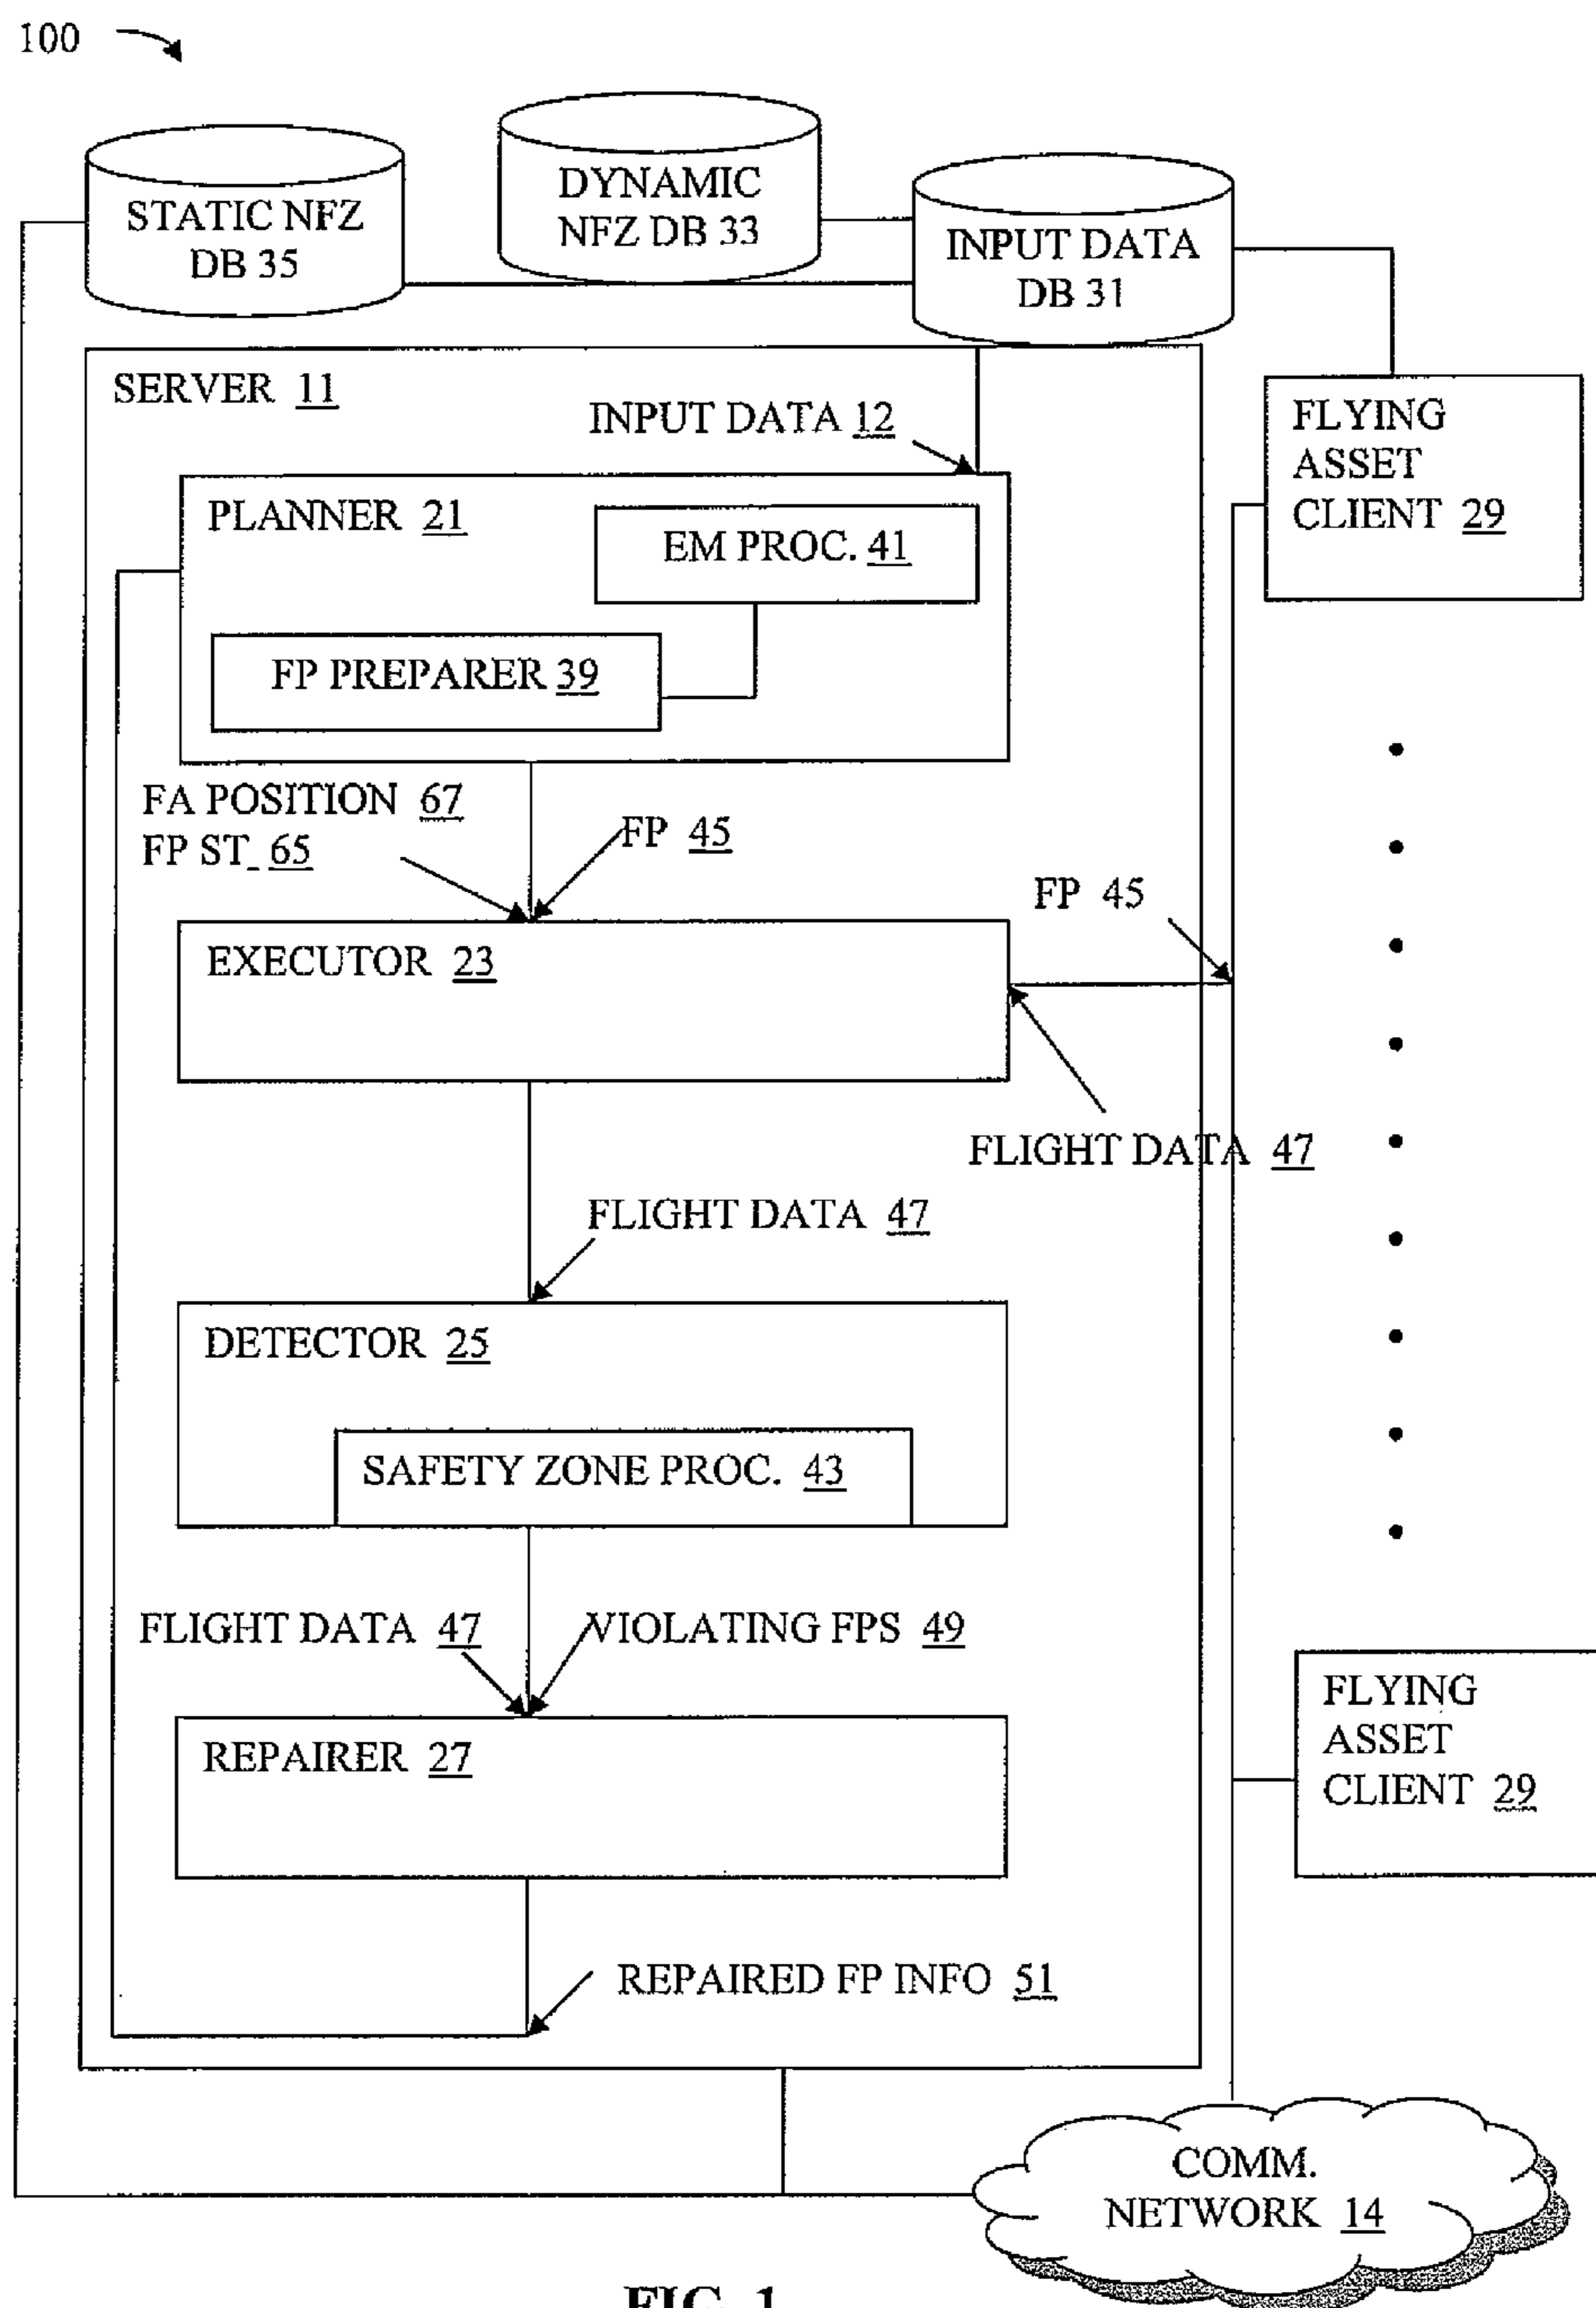 100
STATIC NFZ
DB 35
DYNAMIC
NFZ DB 33
INPUT DATA
DB 31
SERVER 11
INPUT DATA 12
FLYING
ASSET
CLIENT 29
PLANNER 21
EM PROC. 41
FP PREPARER 39
FA POSITION 67
FP ST_ 65
FP 45
FP 45
EXECUTOR 23
FLIGHT DATA 47
FLIGHT DATA 47
DETECTOR 25
SAFETY ZONE PROC. 43
FLIGHT DATA 47
VIOLATING FPS 49
FLYING
ASSET
CLIENT 29
REPAIRER 27
REPAIRED FP INFO 51
COMM.
NETWORK 14
FIG. 1